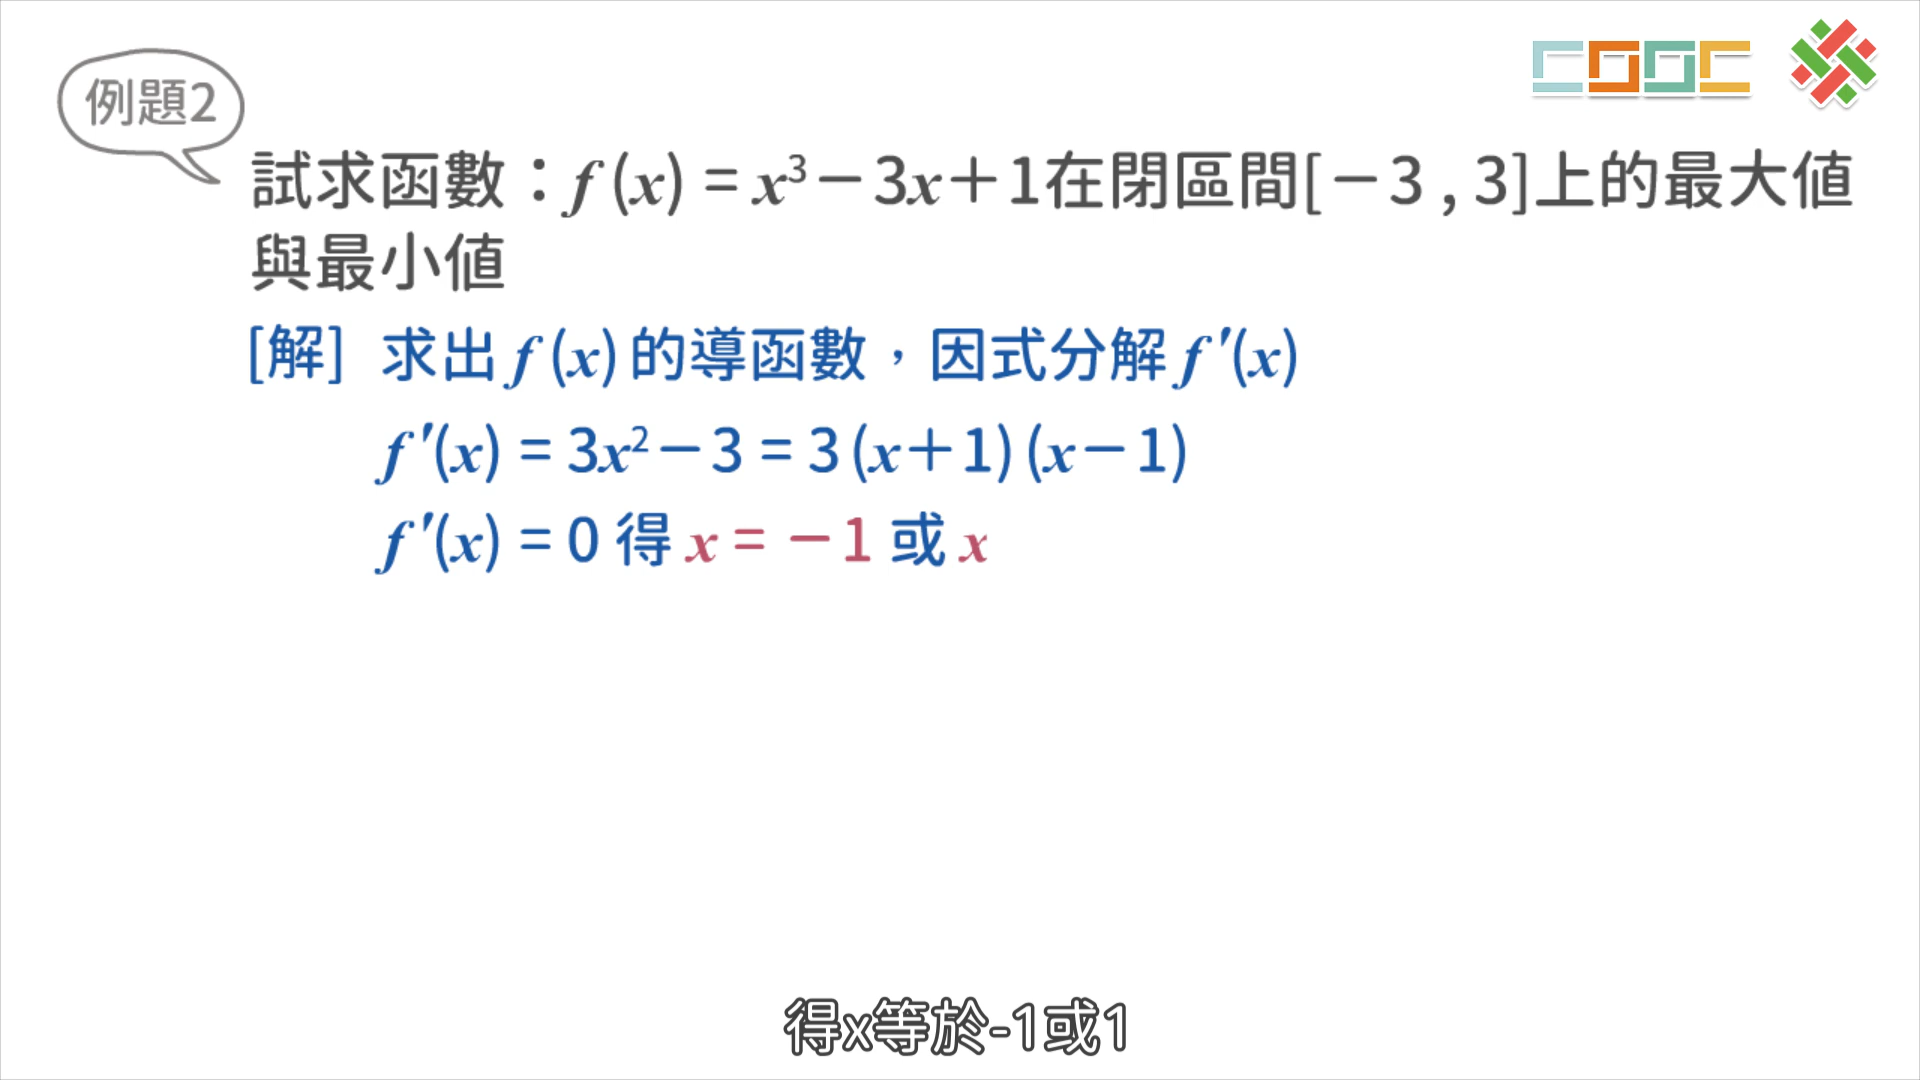 例題2
COOC
試求函數：f(x) = x³－3x＋1在閉區間[－3 , 3]上的最大值
與最小值
[解] 求出 f(x) 的導函數，因式分解 f′(x)
f′(x) = 3x²－3 = 3(x＋1)(x－1)
f′(x) = 0 得 x = －1 或 x
得x等於-1或1